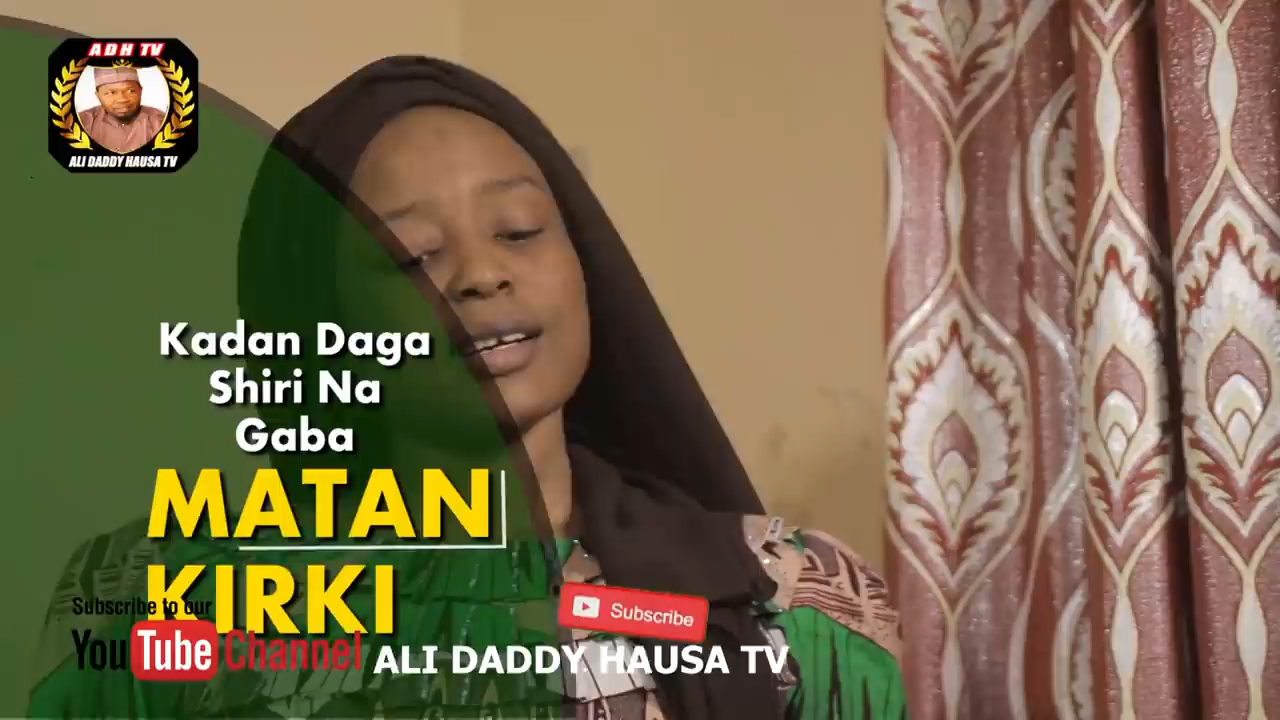 ADH TV
ALI DADDY HAUSA TV
Kadan Daga
Shiri Na
Gaba
MATAN
KIRKI
Subscribe to our
YouTube Channel
Subscribe
ALI DADDY HAUSA TV